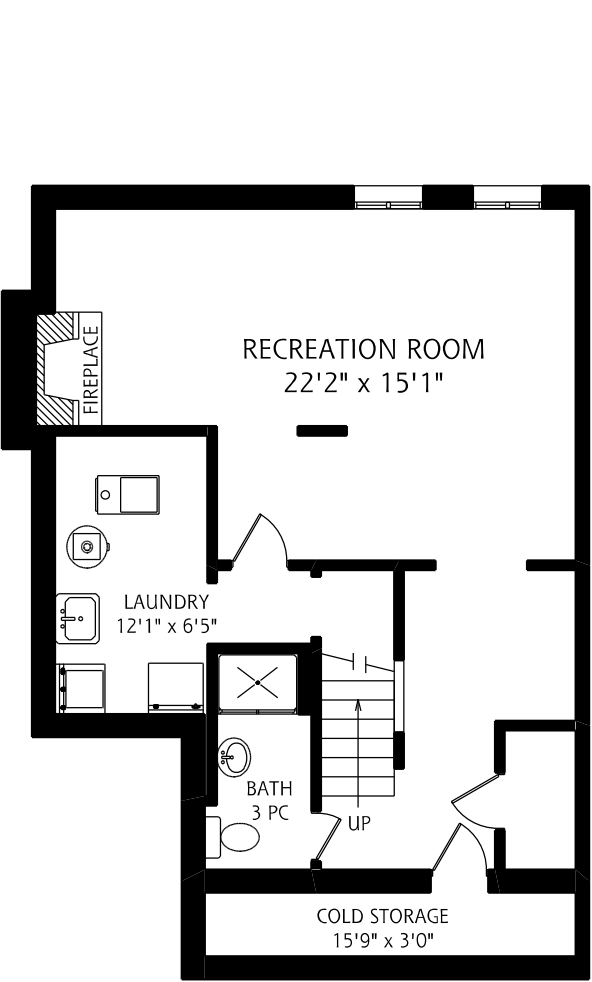 RECREATION ROOM
22'2" x 15'1"
FIREPLACE
LAUNDRY
12'1" x 6'5"
BATH
3 PC
UP
COLD STORAGE
15'9" x 3'0"